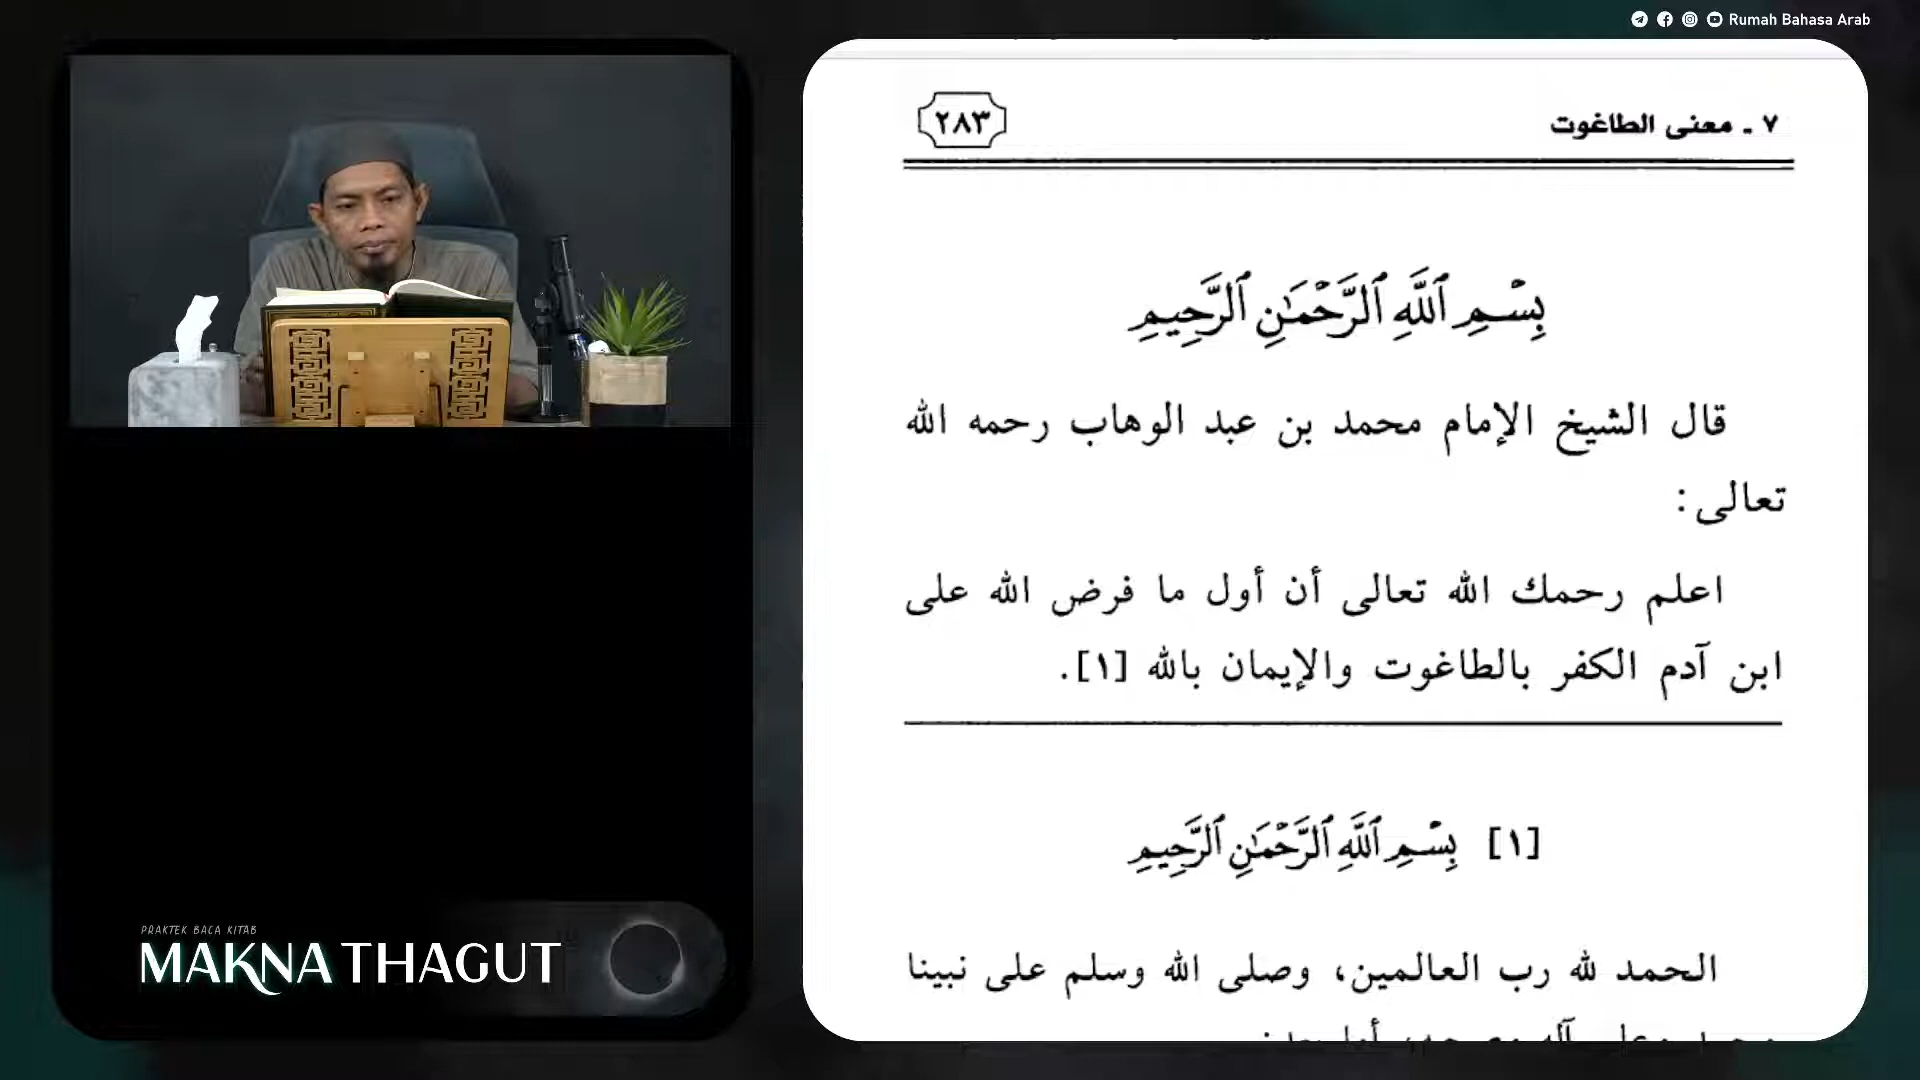 Rumah Bahasa Arab
٧ ـ معنى الطاغوت
٢٨٣
بِسْمِ ٱللَّهِ ٱلرَّحْمَٰنِ ٱلرَّحِيمِ
قال الشيخ الإمام محمد بن عبد الوهاب رحمه الله
تعالى:
اعلم رحمك الله تعالى أن أول ما فرض الله على
ابن آدم الكفر بالطاغوت والإيمان بالله [١].
[١] بِسْمِ ٱللَّهِ ٱلرَّحْمَٰنِ ٱلرَّحِيمِ
الحمد لله رب العالمين، وصلى الله وسلم على نبينا
PRAKTEK BACA KITAB
MAKNA THAGUT